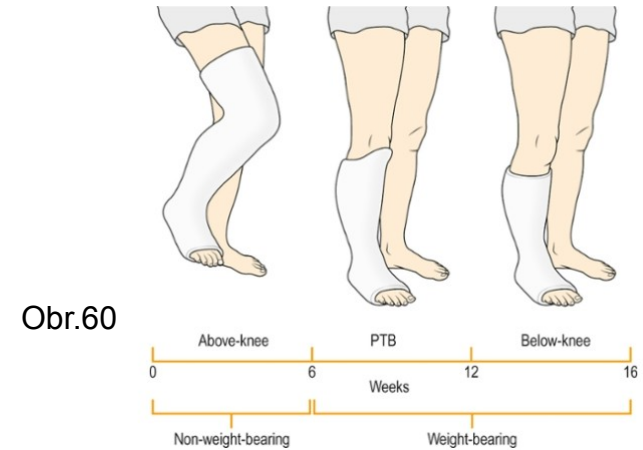 Obr.60
Above-knee PTB Below-knee
0 6 12 16
Weeks
Non-weight-bearing Weight-bearing